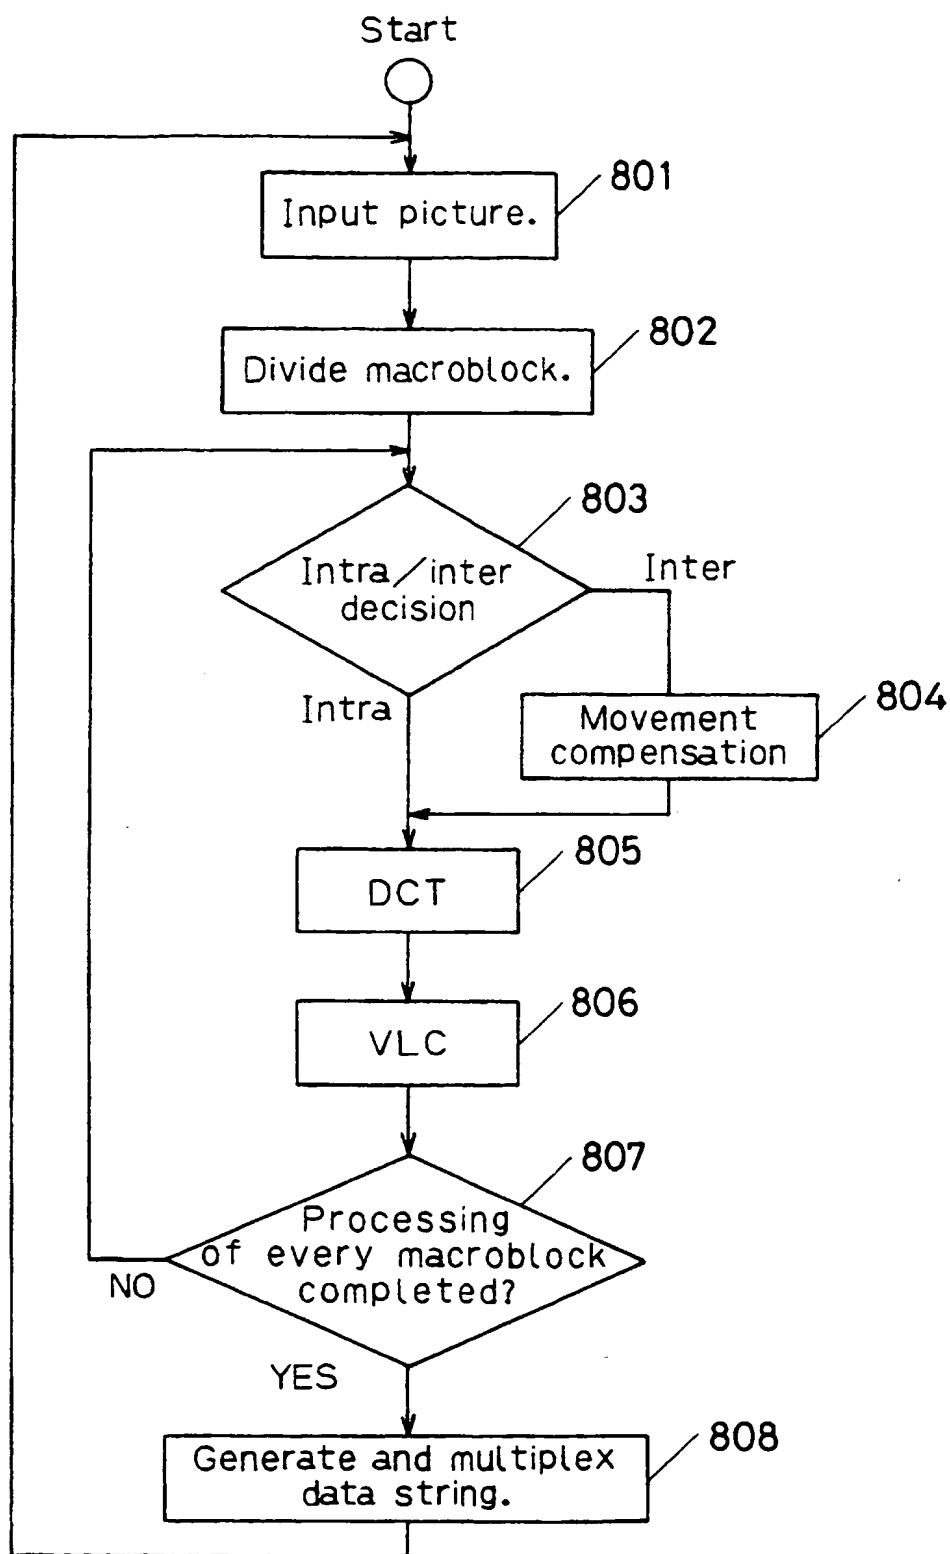 Start
801
Input picture.
802
Divide macroblock.
803
Intra/inter
decision
Inter
Intra
804
Movement
compensation
805
DCT
806
VLC
807
Processing
of every macroblock
completed?
NO
YES
808
Generate and multiplex
data string.